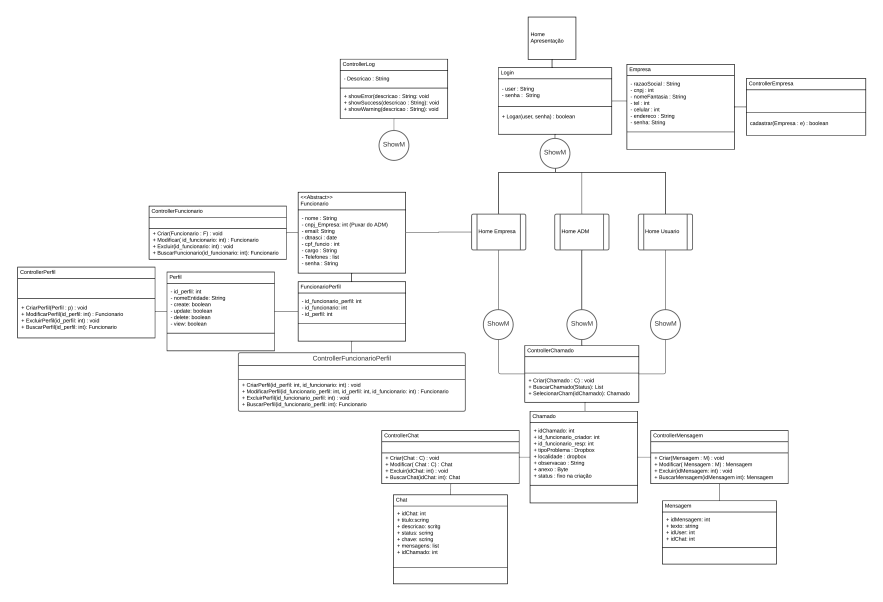 Home
Apresentação
ControllerLog
- Descricao : String
+ showError(descricao : String): void
+ showSuccess(descricao : String): void
+ showWarning(descricao : String): void
ShowM
Login
- user : String
- senha : String
+ Logar(user, senha) : boolean
ShowM
Empresa
- razaoSocial : String
- cnpj : int
- nomeFantasia : String
- tel : int
- celular : int
- endereco : String
- senha: String
ControllerEmpresa
cadastrar(Empresa : e) : boolean
Home Empresa
Home ADM
Home Usuario
ShowM
ShowM
ShowM
<<Abstract>>
Funcionario
- nome : String
- cnpj_Empresa: int (Puxar do ADM)
- email: String
- dtnasci : date
- cpf_funcio : int
- cargo : String
- Telefones : list
- senha : String
ControllerFuncionario
+ Criar(Funcionario : F) : void
+ Modificar( id_funcionario: int) : Funcionario
+ Excluir(id_funcionario: int) : void
+ BuscarFuncionario(id_funcionario: int): Funcionario
ControllerPerfil
+ CriarPerfil(Perfil : p) : void
+ ModificarPerfil(id_perfil: int) : Funcionario
+ ExcluirPerfil(id_perfil: int) : void
+ BuscarPerfil(id_perfil: int): Funcionario
Perfil
- id_perfil: int
- nomeEntidade: String
- create: boolean
- update: boolean
- delete: boolean
- view: boolean
FuncionarioPerfil
- id_funcionario_perfil: int
- id_funcionario: int
- id_perfil: int
ControllerFuncionarioPerfil
+ CriarPerfil(id_perfil: int, id_funcionario: int) : void
+ ModificarPerfil(id_funcionario_perfil: int, id_perfil: int, id_funcionario: int) : Funcionario
+ ExcluirPerfil(id_funcionario_perfil: int) : void
+ BuscarPerfil(id_funcionario_perfil: int): Funcionario
ControllerChamado
+ Criar(Chamado : C) : void
+ BuscarChamado(Status): List
+ SelecionarCham(idChamado): Chamado
Chamado
+ idChamado: int
+ id_funcionario_criador: int
+ id_funcionario_resp: int
+ tipoProblema : Dropbox
+ localidade : dropbox
+ observacao : String
+ anexo : Byte
+ status : fixo na criação
ControllerChat
+ Criar(Chat : C) : void
+ Modificar( Chat : C) : Chat
+ Excluir(idChat: int) : void
+ BuscarChat(idChat: int): Chat
Chat
+ idChat: int
+ titulo:scring
+ descricao: scritg
+ status: scring
+ chave: scring
+ mensagens: list
+ idChamado: int
ControllerMensagem
+ Criar(Mensagem : M) : void
+ Modificar( Mensagem : M) : Mensagem
+ Excluir(idMensagem: int) : void
+ BuscarMensagem(idMensagem int): Mensagem
Mensagem
+ idMensagem: int
+ texto: string
+ idUser: int
+ idChat: int